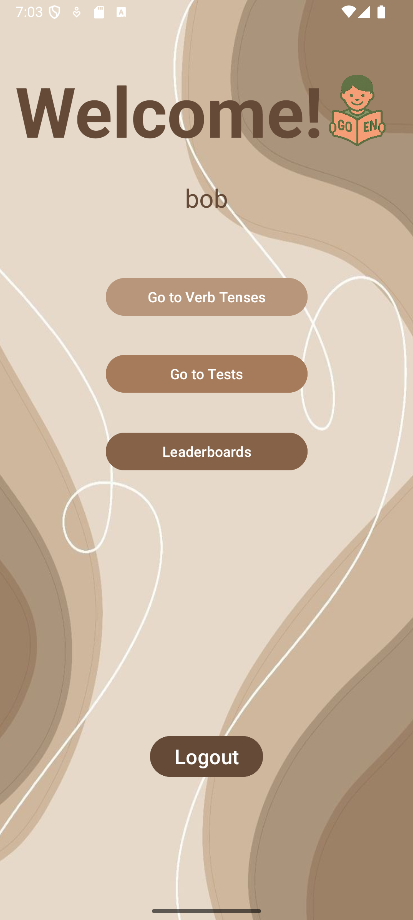 7:03
Welcome!
GO EN
bob
Go to Verb Tenses
Go to Tests
Leaderboards
Logout